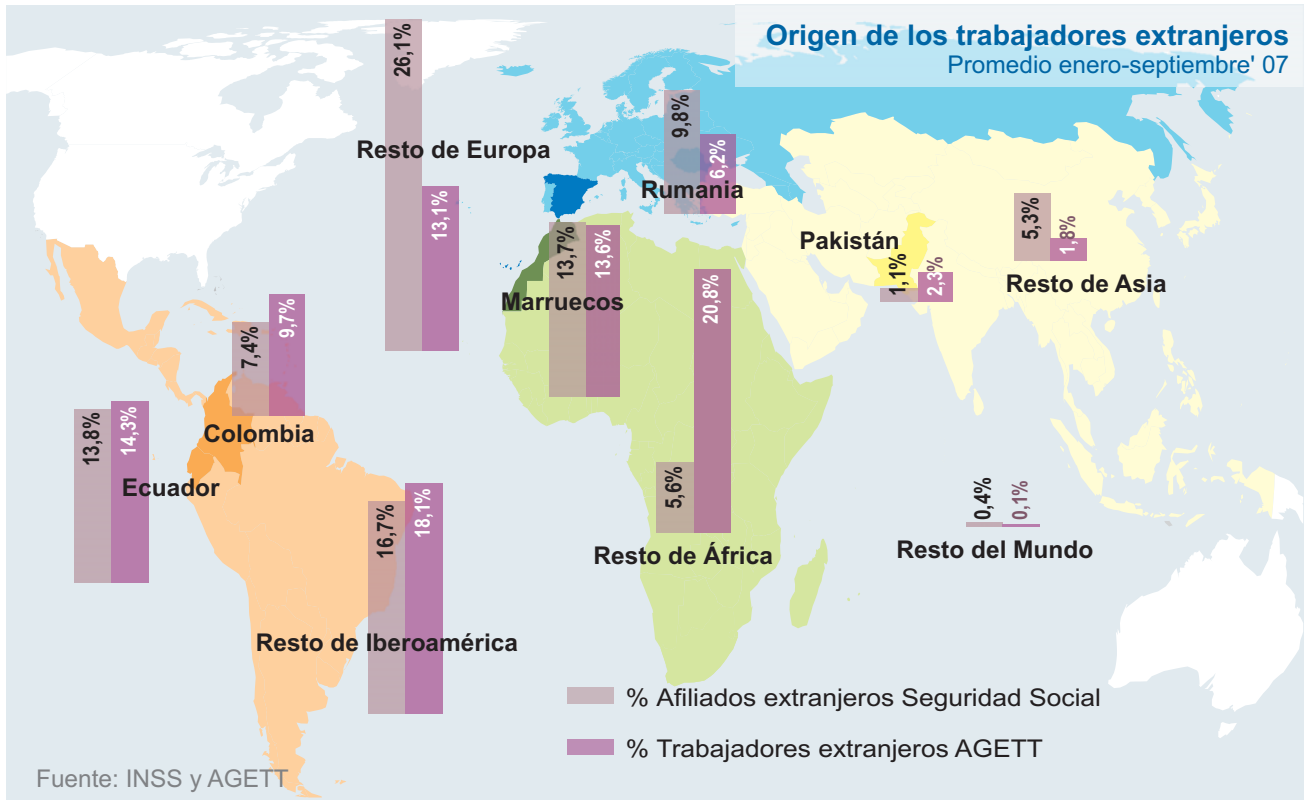 Origen de los trabajadores extranjeros
Promedio enero-septiembre' 07
26,1%
13,1%
Resto de Europa
9,8%
6,2%
Rumania
13,7%
13,6%
Marruecos
1,1%
2,3%
Pakistán
5,3%
1,8%
Resto de Asia
7,4%
9,7%
Colombia
13,8%
14,3%
Ecuador
16,7%
18,1%
Resto de Iberoamérica
5,6%
20,8%
Resto de África
0,4%
0,1%
Resto del Mundo
% Afiliados extranjeros Seguridad Social
% Trabajadores extranjeros AGETT
Fuente: INSS y AGETT